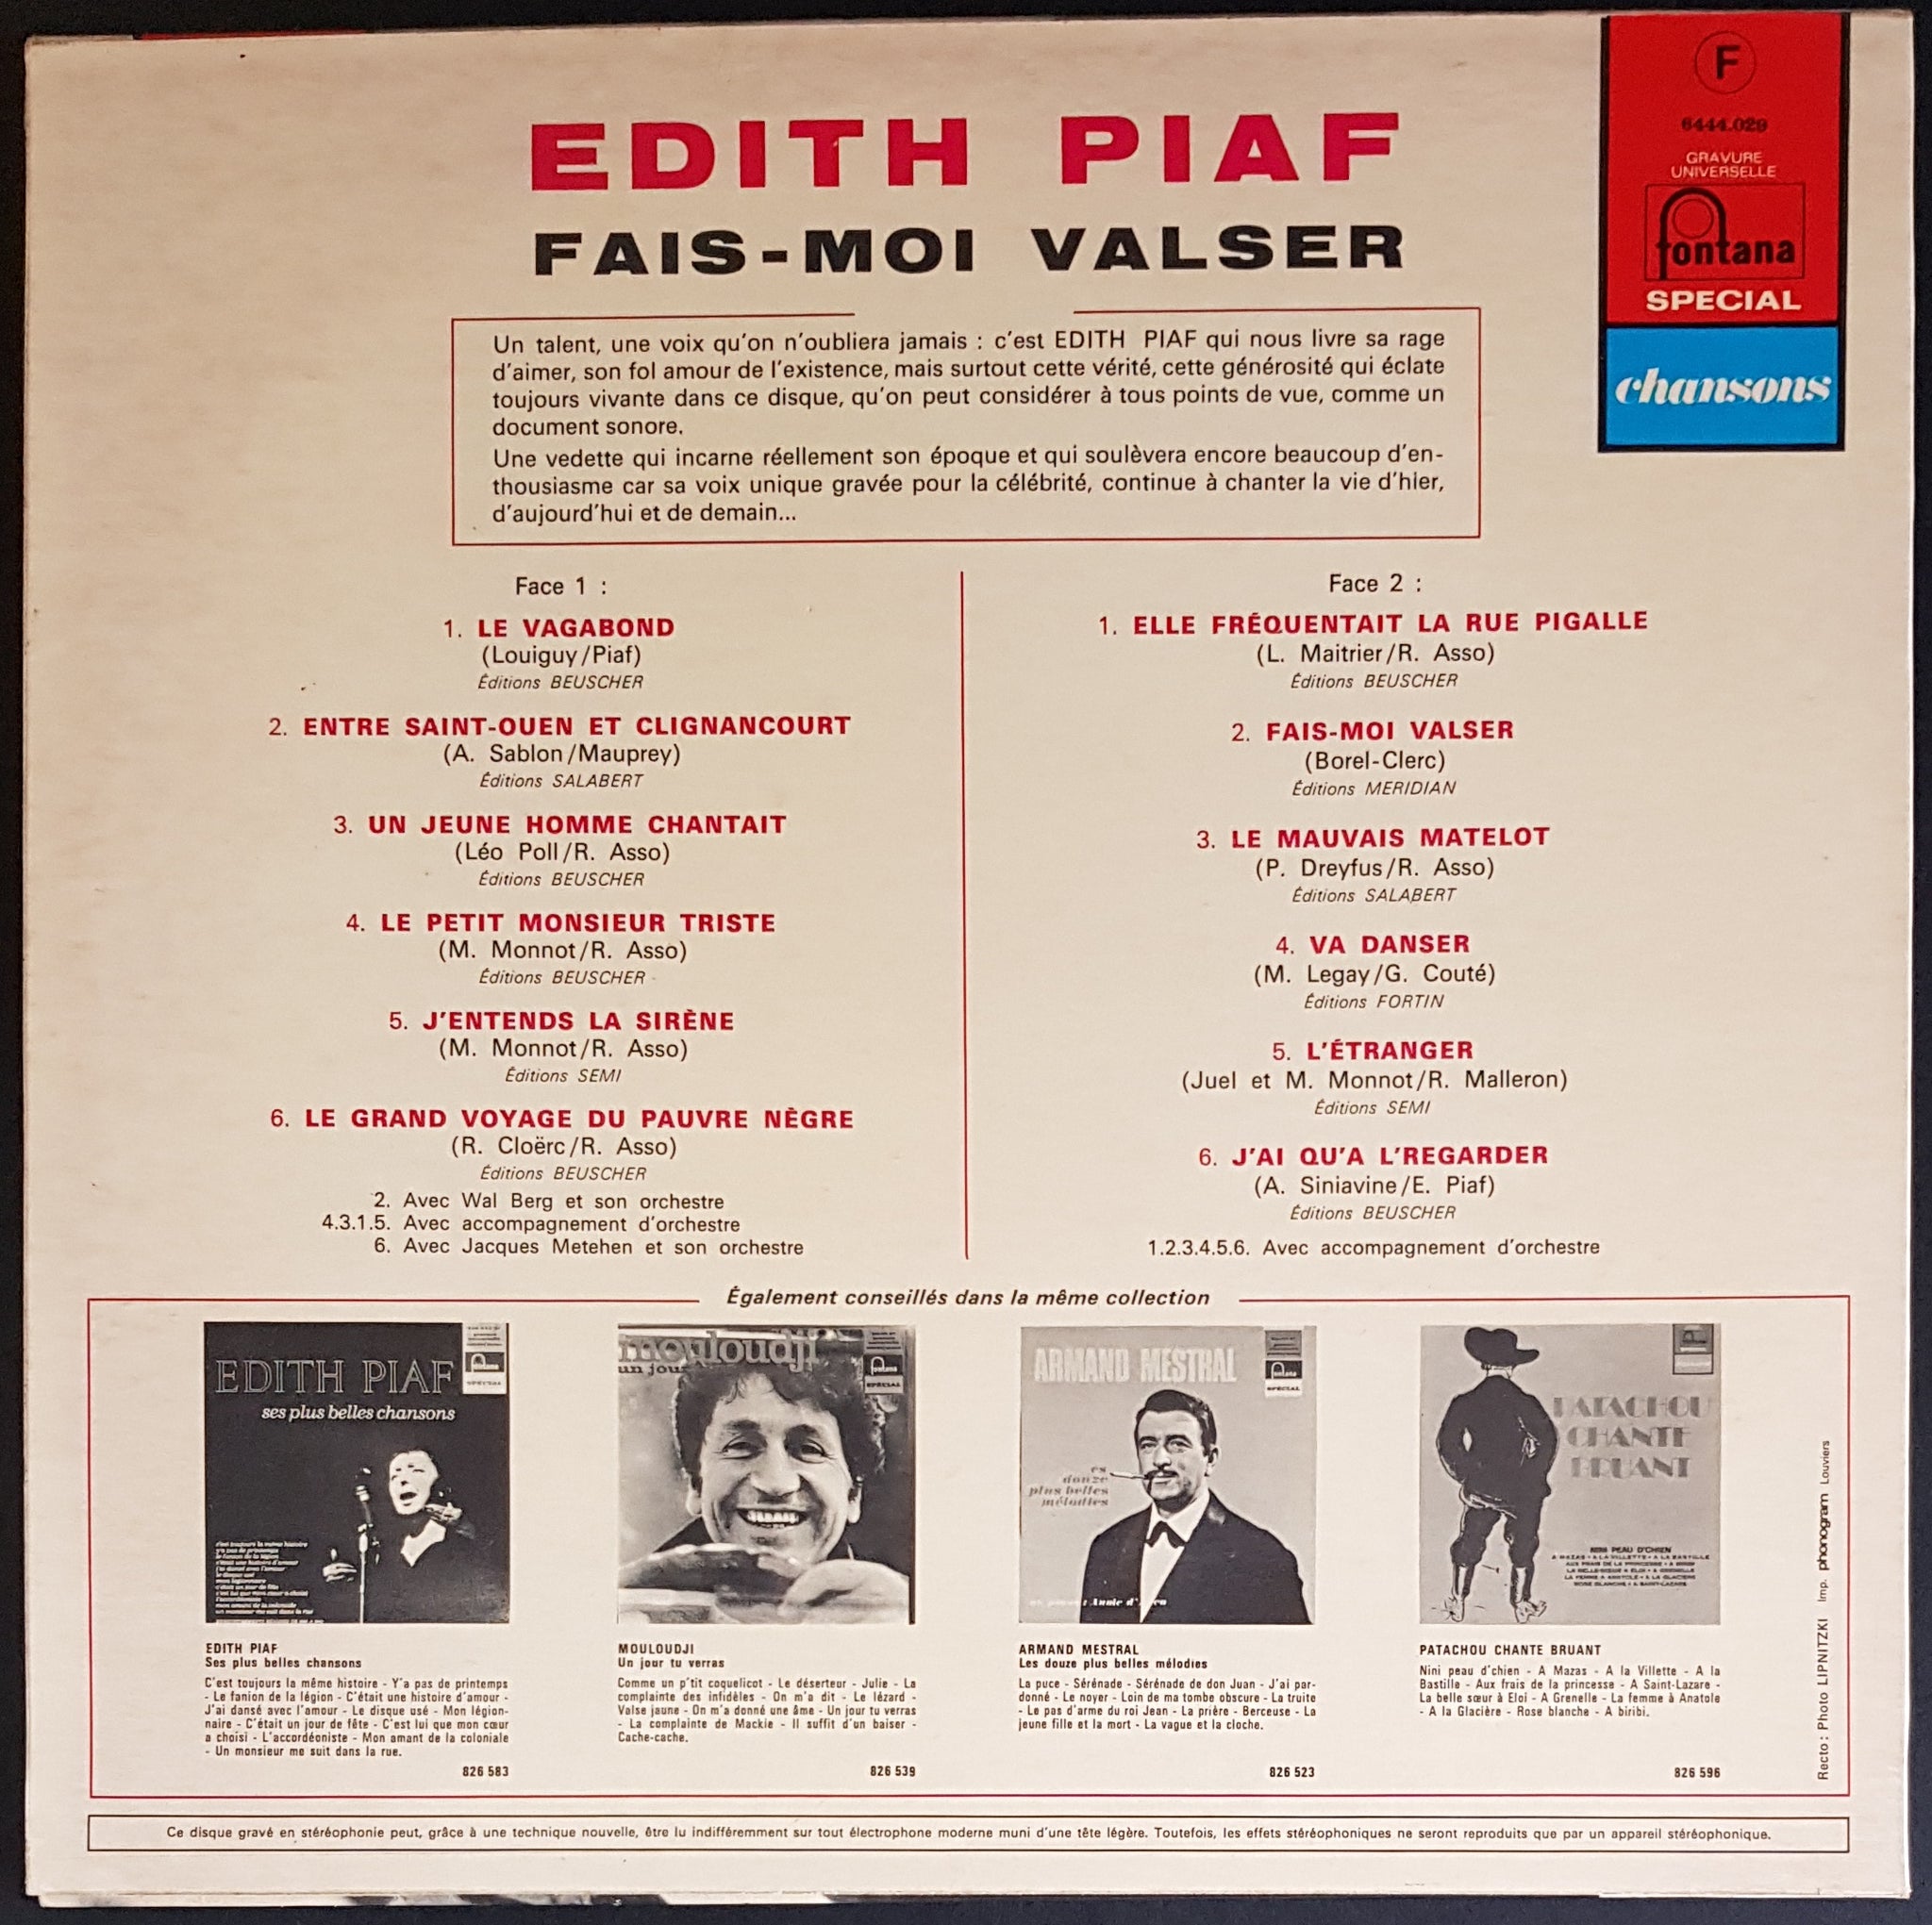 F
6444.029
GRAVURE
UNIVERSELLE
fontana
SPECIAL
chansons
EDITH PIAF
FAIS-MOI VALSER
Un talent, une voix qu'on n'oubliera jamais : c'est EDITH PIAF qui nous livre sa rage
d'aimer, son fol amour de l'existence, mais surtout cette vérité, cette générosité qui éclate
toujours vivante dans ce disque, qu'on peut considérer à tous points de vue, comme un
document sonore.
Une vedette qui incarne réellement son époque et qui soulèvera encore beaucoup d'en-
thousiasme car sa voix unique gravée pour la célébrité, continue à chanter la vie d'hier,
d'aujourd'hui et de demain...
Face 1 :
1. LE VAGABOND
(Louiguy/Piaf)
Éditions BEUSCHER
2. ENTRE SAINT-OUEN ET CLIGNANCOURT
(A. Sablon/Mauprey)
Éditions SALABERT
3. UN JEUNE HOMME CHANTAIT
(Léo Poll/R. Asso)
Éditions BEUSCHER
4. LE PETIT MONSIEUR TRISTE
(M. Monnot/R. Asso)
Éditions BEUSCHER
5. J'ENTENDS LA SIRÈNE
(M. Monnot/R. Asso)
Éditions SEMI
6. LE GRAND VOYAGE DU PAUVRE NÈGRE
(R. Cloërc/R. Asso)
Éditions BEUSCHER
2. Avec Wal Berg et son orchestre
4.3.1.5. Avec accompagnement d'orchestre
6. Avec Jacques Metehen et son orchestre
Face 2 :
1. ELLE FRÉQUENTAIT LA RUE PIGALLE
(L. Maitrier/R. Asso)
Éditions BEUSCHER
2. FAIS-MOI VALSER
(Borel-Clerc)
Éditions MERIDIAN
3. LE MAUVAIS MATELOT
(P. Dreyfus/R. Asso)
Éditions SALABERT
4. VA DANSER
(M. Legay/G. Couté)
Éditions FORTIN
5. L'ÉTRANGER
(Juel et M. Monnot/R. Malleron)
Éditions SEMI
6. J'AI QU'A L'REGARDER
(A. Siniavine/E. Piaf)
Éditions BEUSCHER
1.2.3.4.5.6. Avec accompagnement d'orchestre
Également conseillés dans la même collection
EDITH PIAF
ses plus belles chansons
EDITH PIAF
Ses plus belles chansons
C'est toujours la même histoire - Y'a pas de printemps
- Le fanion de la légion - C'était une histoire d'amour -
J'ai dansé avec l'amour - Le disque usé - Mon légion-
naire - C'était un jour de fête - C'est lui que mon cœur
a choisi - L'accordéoniste - Mon amant de la coloniale
- Un monsieur me suit dans la rue.
826 583
mouloudji
un jour
fontana
SPECIAL
MOULOUDJI
Un jour tu verras
Comme un p'tit coquelicot - Le déserteur - Julie - La
complainte des infidèles - On m'a dit - Le lézard -
Valse jaune - On m'a donné une âme - Un jour tu verras
- La complainte de Mackie - Il suffit d'un baiser -
Cache-cache.
826 539
ARMAND MESTRAL
fontana
SPECIAL
es
douze
plus belles
mélodies
ARMAND MESTRAL
Les douze plus belles mélodies
La puce - Sérénade - Sérénade de don Juan - J'ai par-
donné - Le noyer - Loin de ma tombe obscure - La truite
- Le pas d'arme du roi Jean - La prière - Berceuse - La
jeune fille et la mort - La vague et la cloche.
826 523
PATACHOU
CHANTE
BRUANT
NINI PEAU D'CHIEN
PATACHOU CHANTE BRUANT
Nini peau d'chien - A Mazas - A la Villette - A la
Bastille - Aux frais de la princesse - A Saint-Lazare -
La belle sœur à Eloi - A Grenelle - La femme à Anatole
- A la Glacière - Rose blanche - A biribi.
826 596
Recto : Photo LIPNITZKI Imp. phonogram Louviers
Ce disque gravé en stéréophonie peut, grâce à une technique nouvelle, être lu indifféremment sur tout électrophone moderne muni d'une tête légère. Toutefois, les effets stéréophoniques ne seront reproduits que par un appareil stéréophonique.